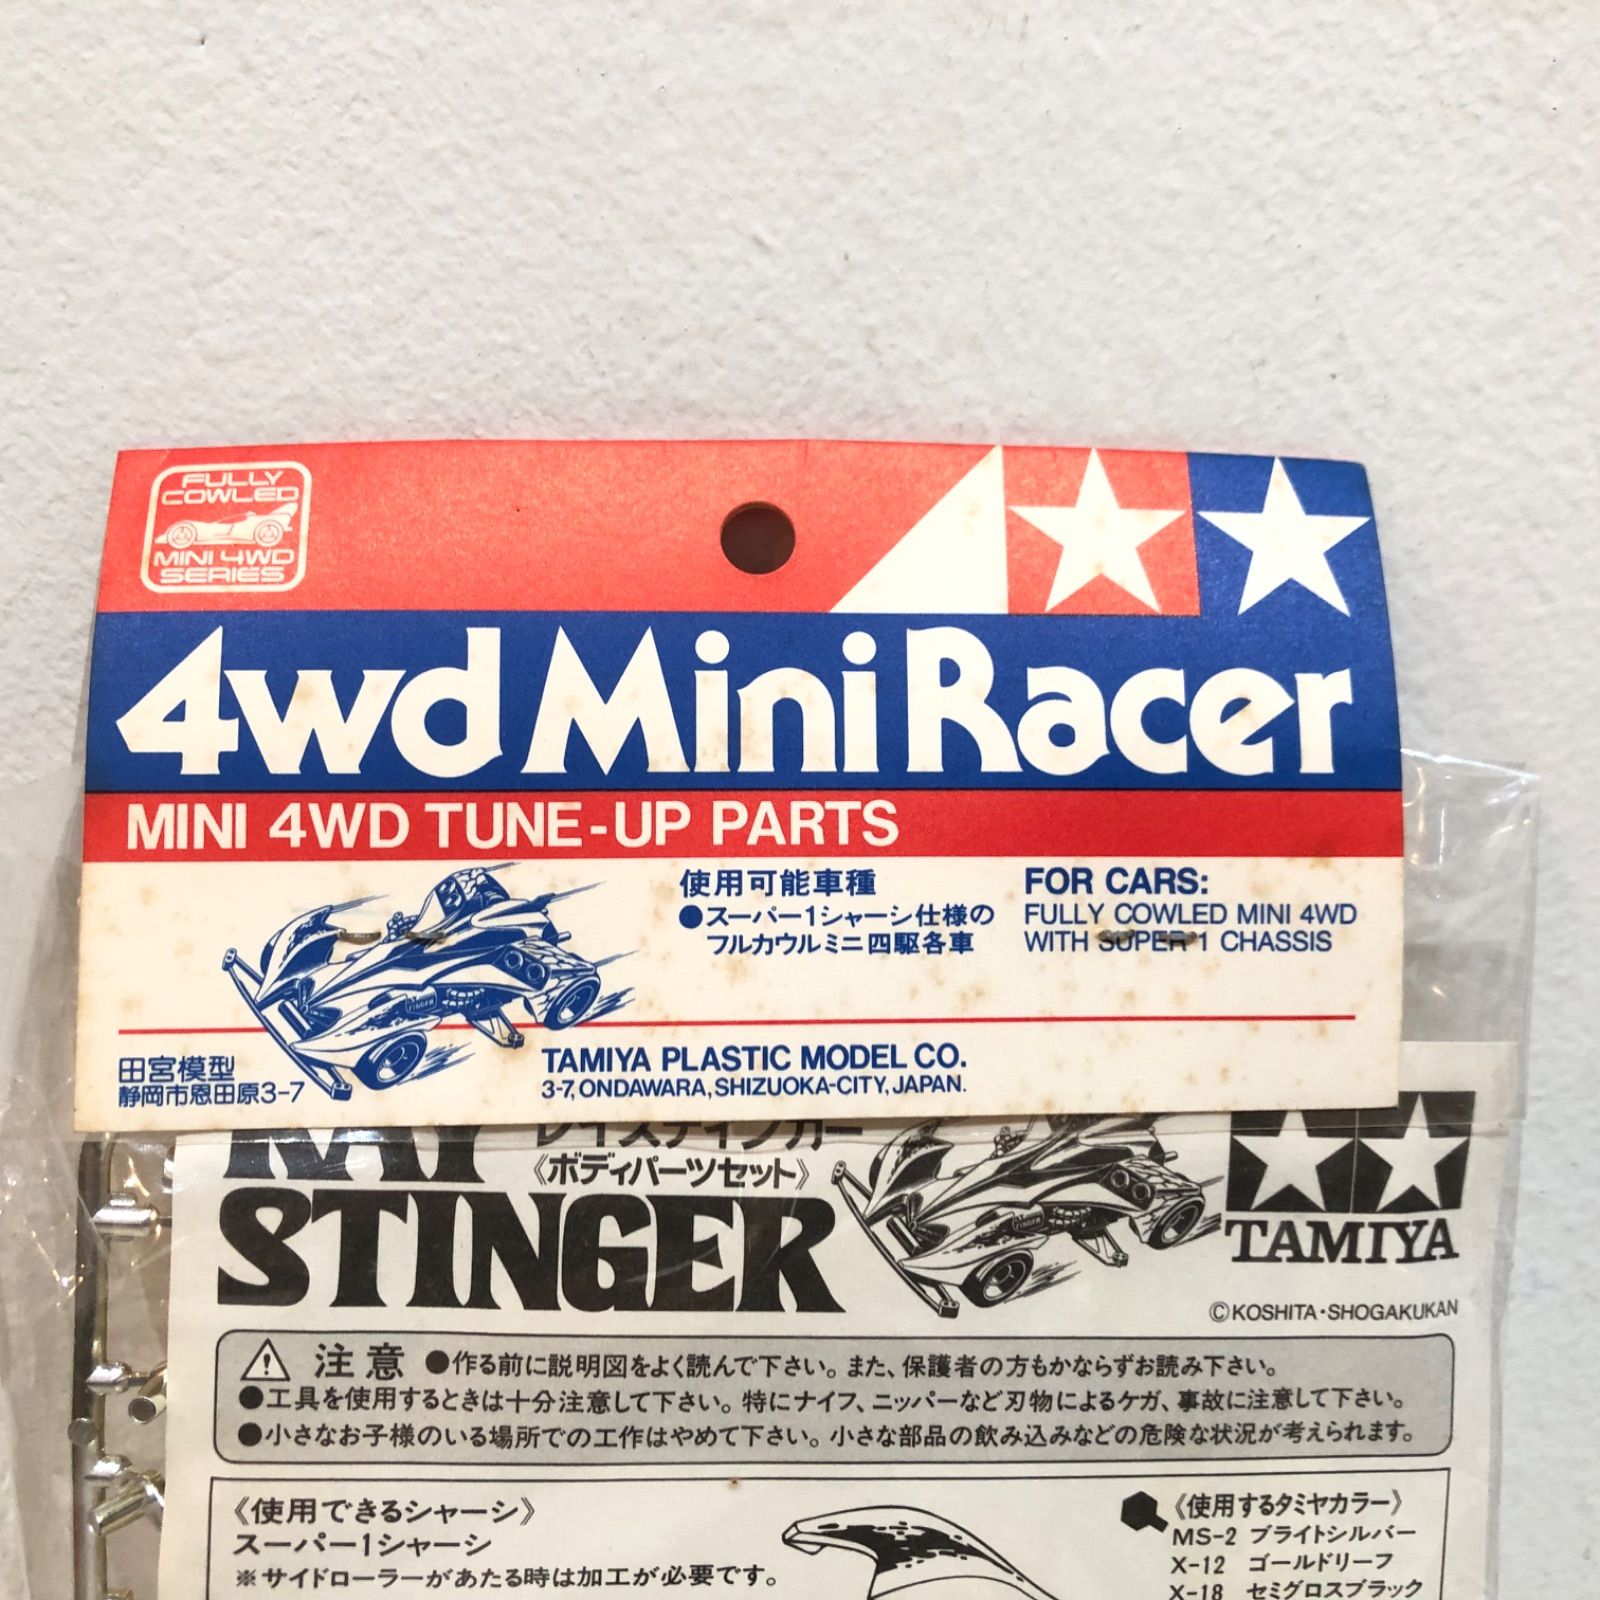 FULLY
COWLED
MINI 4WD
SERIES
4wd Mini Racer
MINI 4WD TUNE-UP PARTS
使用可能車種
●スーパー1シャーシ仕様の
フルカウルミニ四駆各車
FOR CARS:
FULLY COWLED MINI 4WD
WITH SUPER 1 CHASSIS
田宮模型
静岡市恩田原3-7
TAMIYA PLASTIC MODEL CO.
3-7, ONDAWARA, SHIZUOKA-CITY, JAPAN.
RAY
STINGER
レイスティンガー
《ボディパーツセット》
TAMIYA
©KOSHITA・SHOGAKUKAN
注意 ●作る前に説明図をよく読んで下さい。また、保護者の方もかならずお読み下さい。
●工具を使用するときは十分注意して下さい。特にナイフ、ニッパーなど刃物によるケガ、事故に注意して下さい。
●小さなお子様のいる場所での工作はやめて下さい。小さな部品の飲み込みなどの危険な状況が考えられます。
《使用できるシャーシ》
スーパー1シャーシ
※サイドローラーがあたる時は加工が必要です。
《使用するタミヤカラー》
MS-2 ブライトシルバー
X-12 ゴールドリーフ
X-18 セミグロスブラック